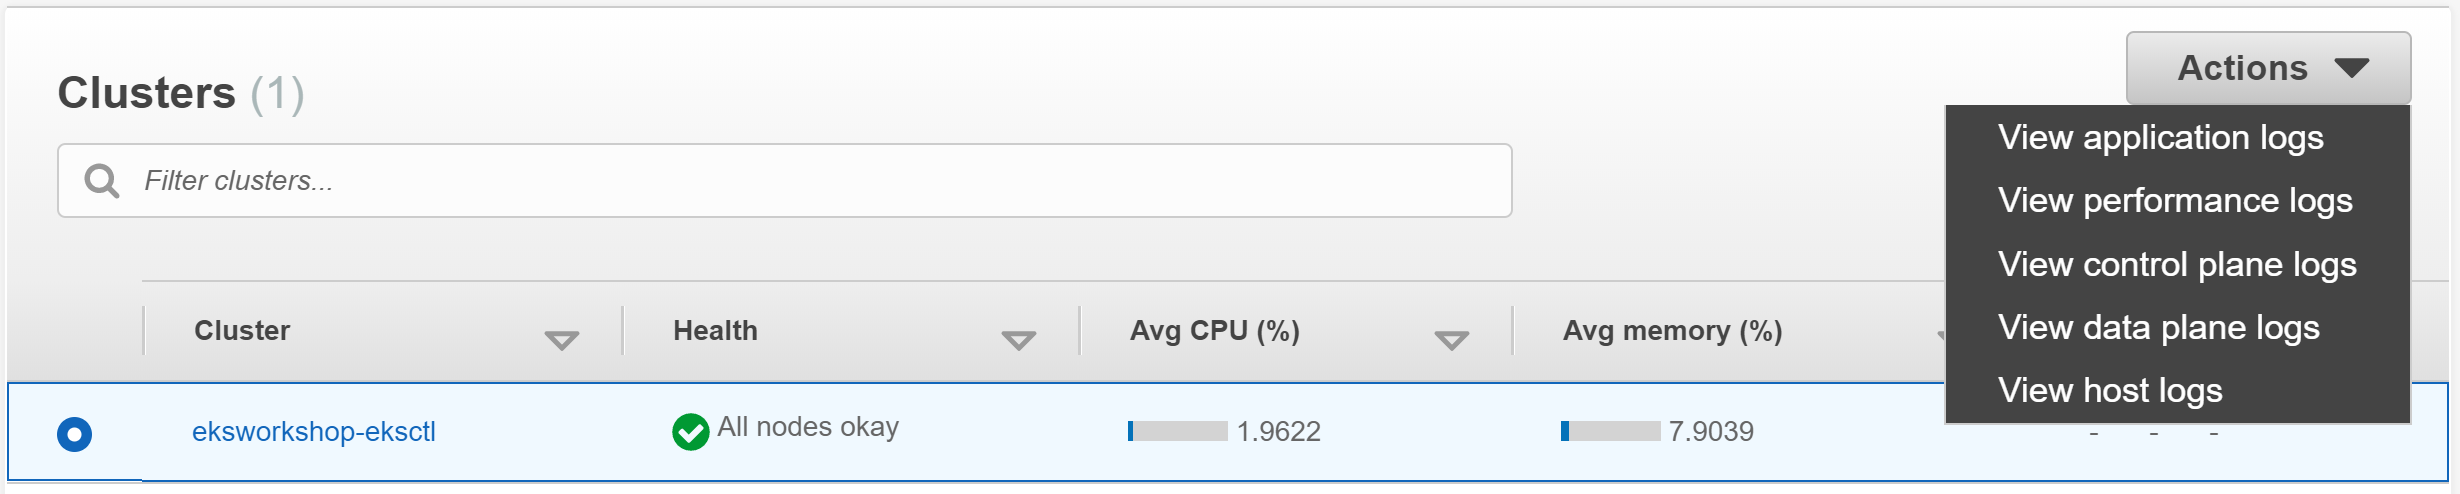 Clusters (1)
Actions
Filter clusters...
View application logs
View performance logs
View control plane logs
View data plane logs
View host logs
Cluster Health Avg CPU (%) Avg memory (%)
eksworkshop-eksctl All nodes okay 1.9622 7.9039 - - -